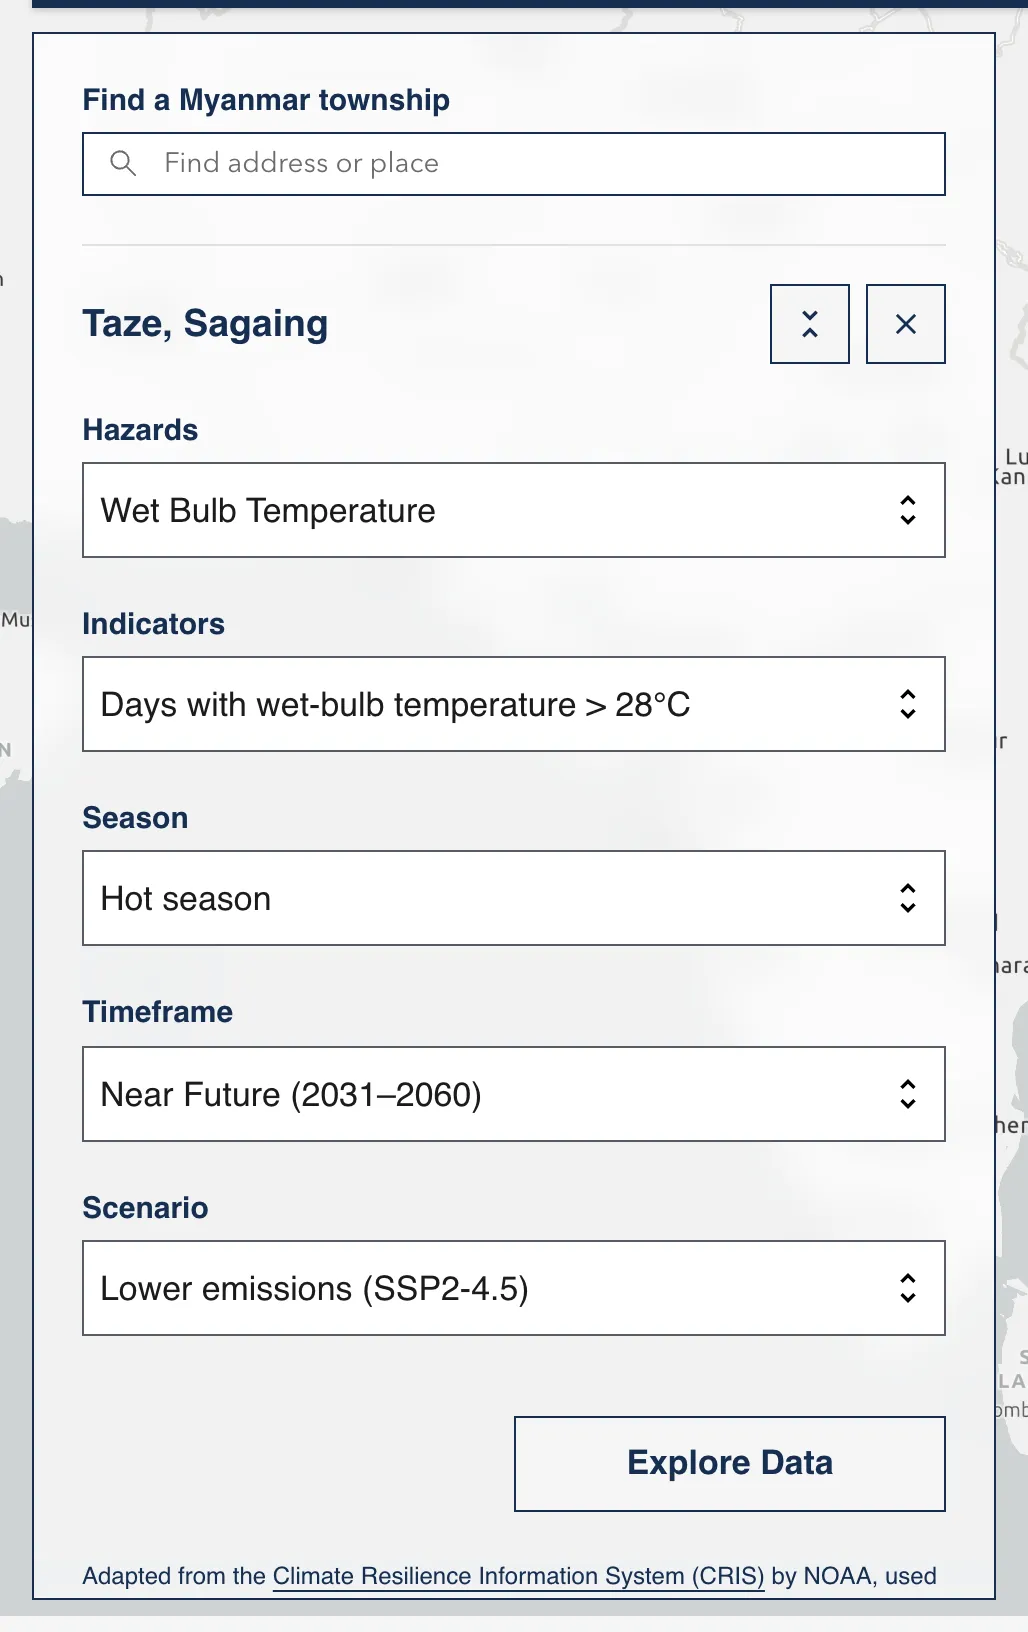 Find a Myanmar township
Find address or place
Taze, Sagaing
Hazards
Wet Bulb Temperature
Indicators
Days with wet-bulb temperature > 28°C
Season
Hot season
Timeframe
Near Future (2031–2060)
Scenario
Lower emissions (SSP2-4.5)
Explore Data
Adapted from the Climate Resilience Information System (CRIS) by NOAA, used